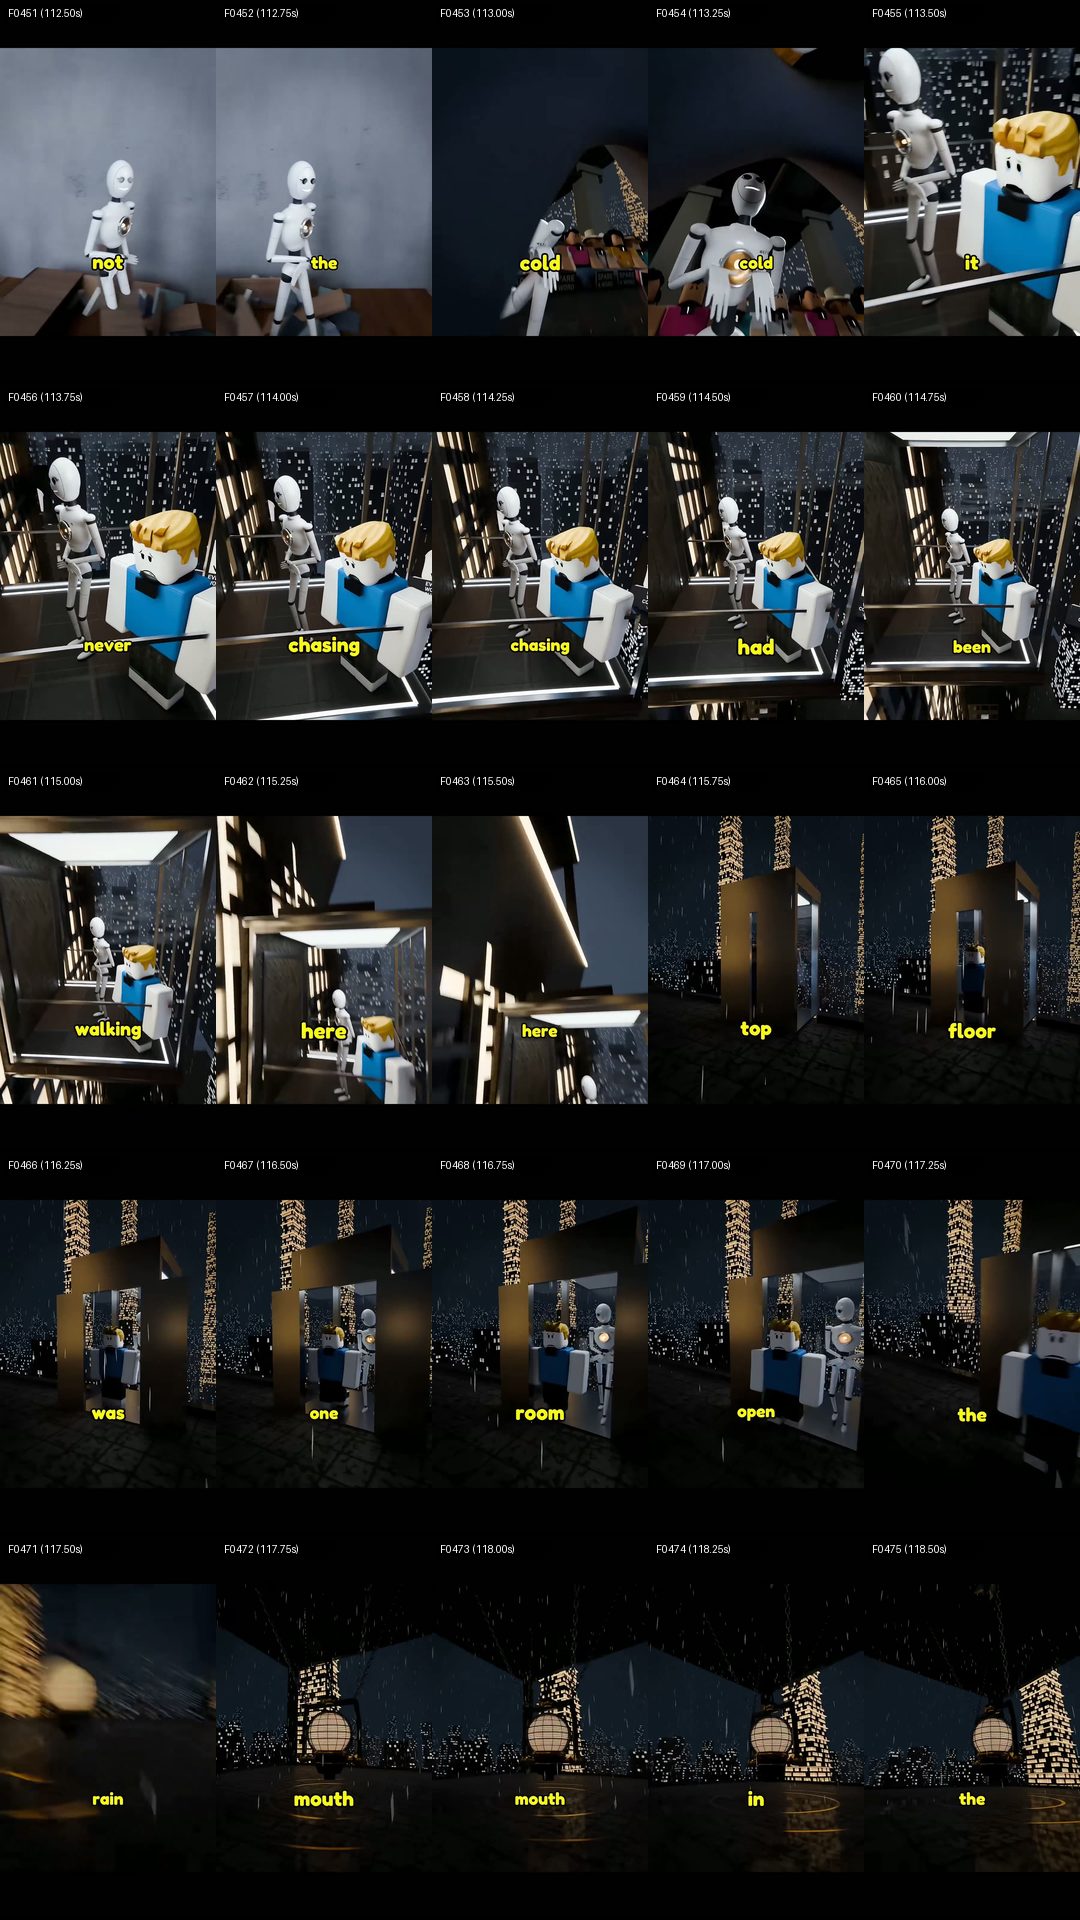 F0451 (112.50s)
F0452 (112.75s)
F0453 (113.00s)
F0454 (113.25s)
F0455 (113.50s)
not
the
cold
cold
it
F0456 (113.75s)
F0457 (114.00s)
F0458 (114.25s)
F0459 (114.50s)
F0460 (114.75s)
never
chasing
chasing
had
been
F0461 (115.00s)
F0462 (115.25s)
F0463 (115.50s)
F0464 (115.75s)
F0465 (116.00s)
walking
here
here
top
floor
F0466 (116.25s)
F0467 (116.50s)
F0468 (116.75s)
F0469 (117.00s)
F0470 (117.25s)
was
one
room
open
the
F0471 (117.50s)
F0472 (117.75s)
F0473 (118.00s)
F0474 (118.25s)
F0475 (118.50s)
rain
mouth
mouth
in
the